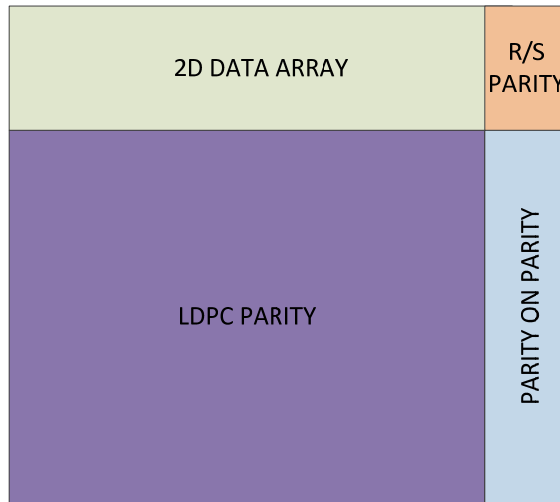 2D DATA ARRAY
R/S
PARITY
LDPC PARITY
PARITY ON PARITY